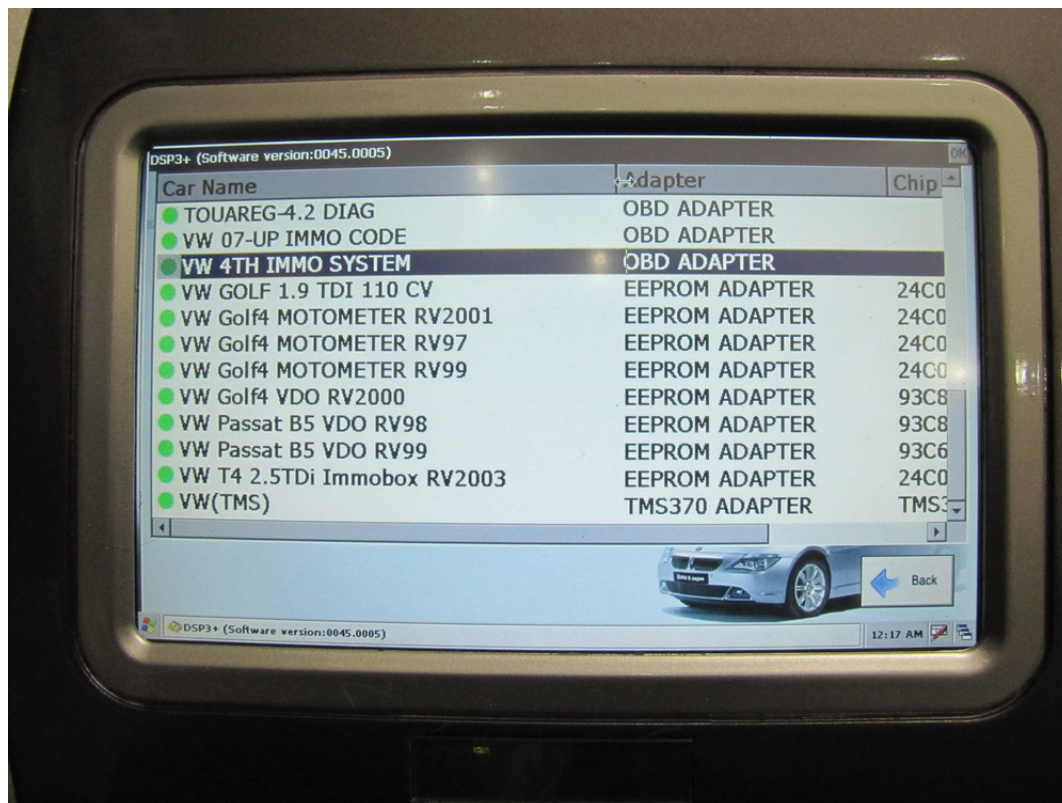 DSP3+ (Software version:0045.0005) OK
Car Name Adapter Chip
TOUAREG-4.2 DIAG OBD ADAPTER
VW 07-UP IMMO CODE OBD ADAPTER
VW 4TH IMMO SYSTEM OBD ADAPTER
VW GOLF 1.9 TDI 110 CV EEPROM ADAPTER 24C0
VW Golf4 MOTOMETER RV2001 EEPROM ADAPTER 24C0
VW Golf4 MOTOMETER RV97 EEPROM ADAPTER 24C0
VW Golf4 MOTOMETER RV99 EEPROM ADAPTER 24C0
VW Golf4 VDO RV2000 EEPROM ADAPTER 93C8
VW Passat B5 VDO RV98 EEPROM ADAPTER 93C8
VW Passat B5 VDO RV99 EEPROM ADAPTER 93C6
VW T4 2.5TDi Immobox RV2003 EEPROM ADAPTER 24C0
VW(TMS) TMS370 ADAPTER TMS3
Back
DSP3+ (Software version:0045.0005) 12:17 AM